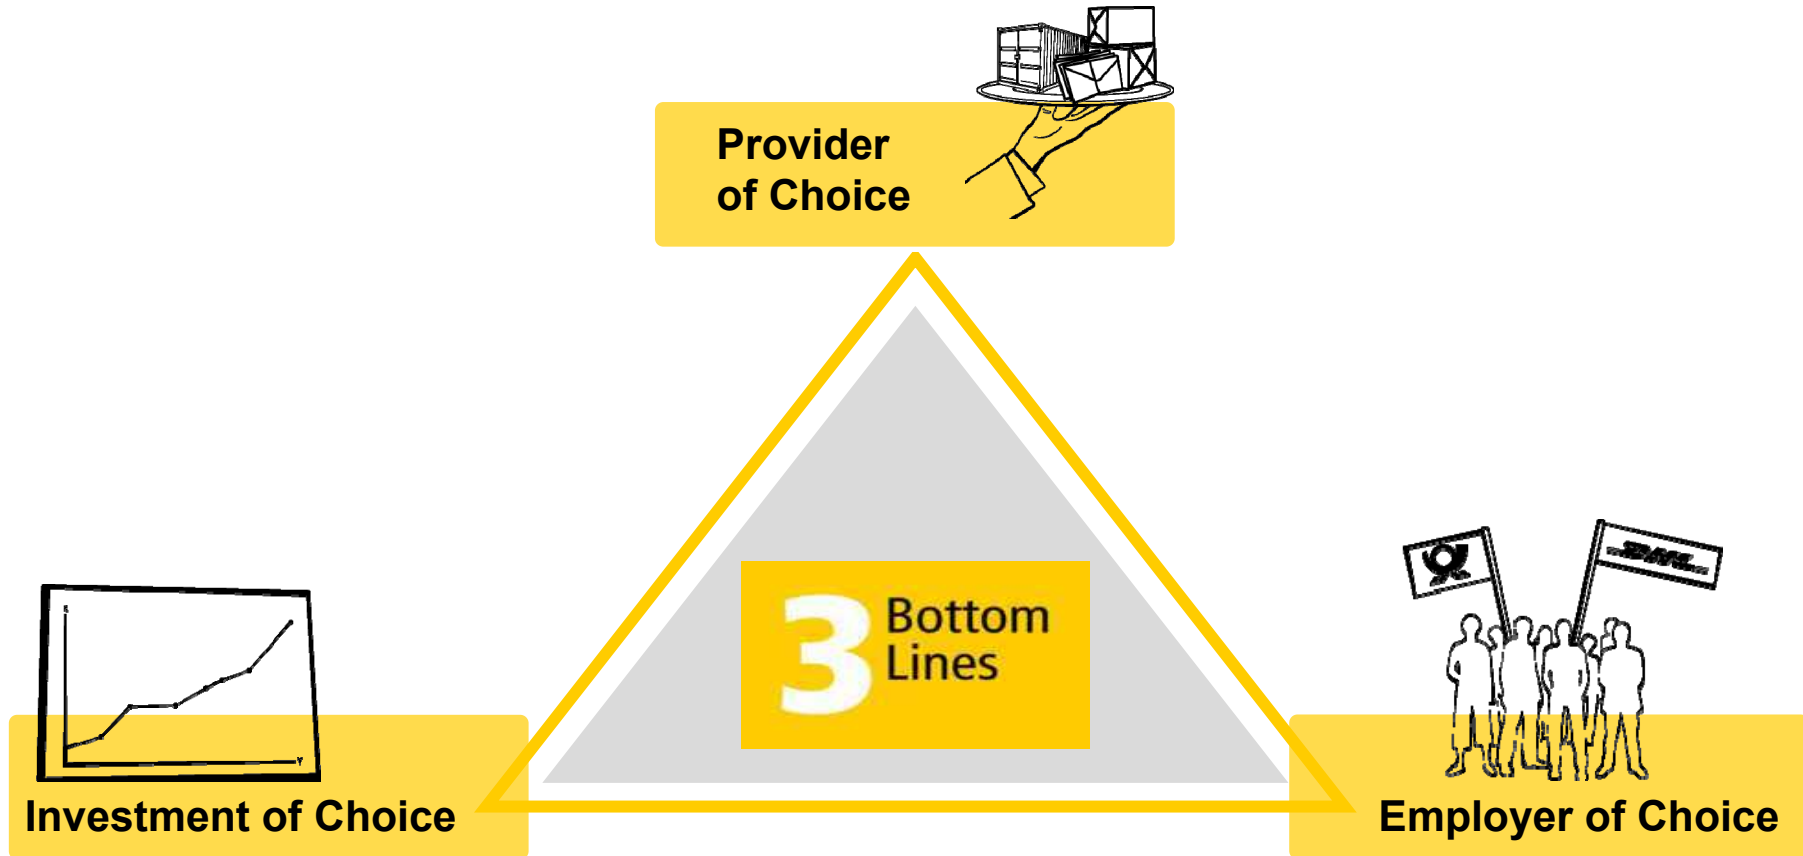 Provider
of Choice
3 Bottom
Lines
Investment of Choice
Employer of Choice